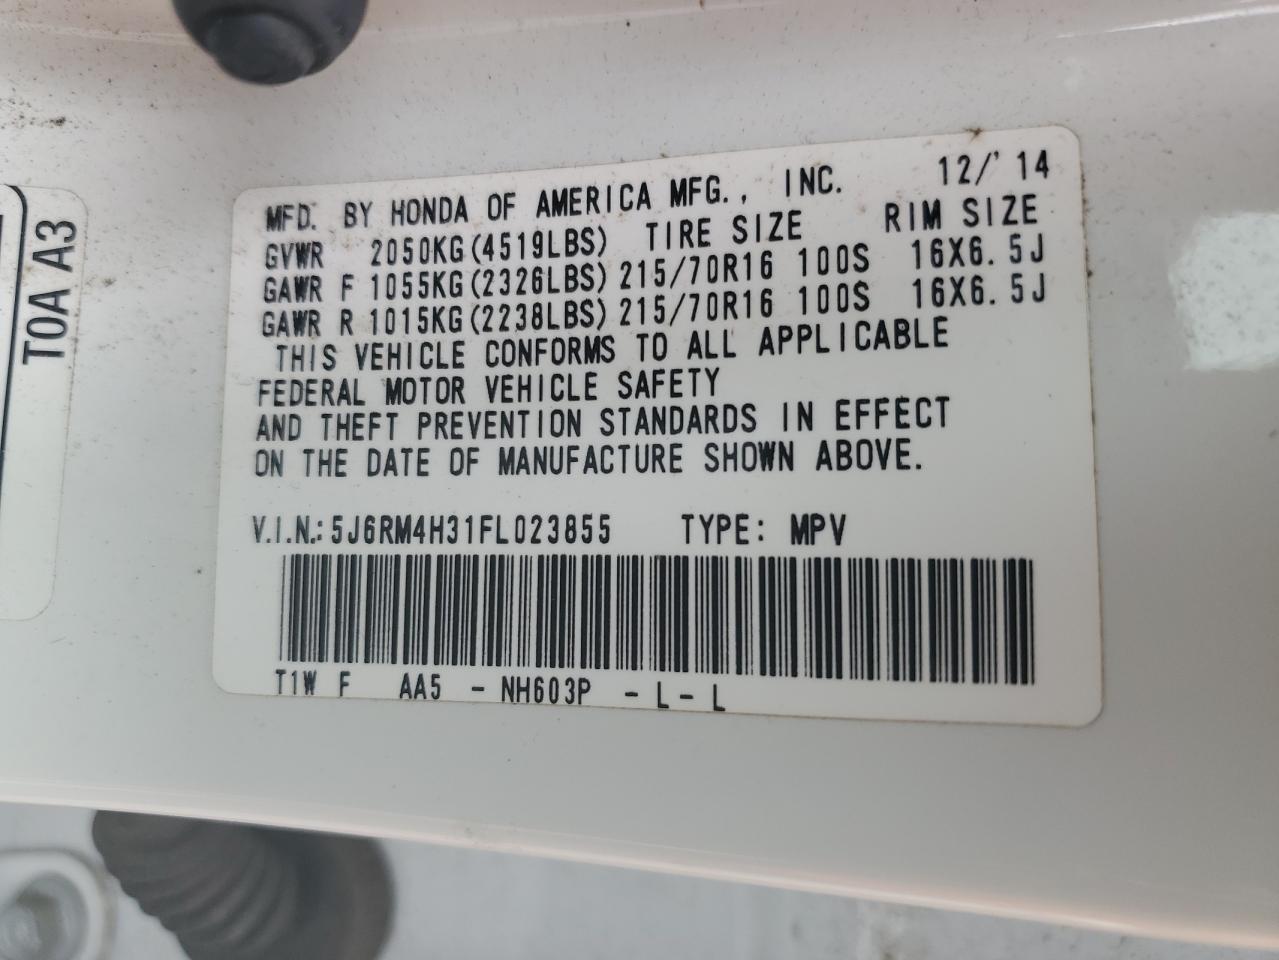 MFD. BY HONDA OF AMERICA MFG., INC. 12/'14
GVWR 2050KG(4519LBS) TIRE SIZE RIM SIZE
GAWR F 1055KG(2326LBS) 215/70R16 100S 16X6.5J
GAWR R 1015KG(2238LBS) 215/70R16 100S 16X6.5J
THIS VEHICLE CONFORMS TO ALL APPLICABLE
FEDERAL MOTOR VEHICLE SAFETY
AND THEFT PREVENTION STANDARDS IN EFFECT
ON THE DATE OF MANUFACTURE SHOWN ABOVE.
V.I.N.: 5J6RM4H31FL023855 TYPE: MPV
T1W F AA5 - NH603P - L - L
T0A A3